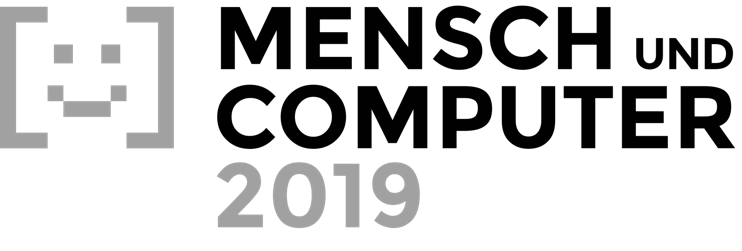 MENSCH UND
COMPUTER
2019